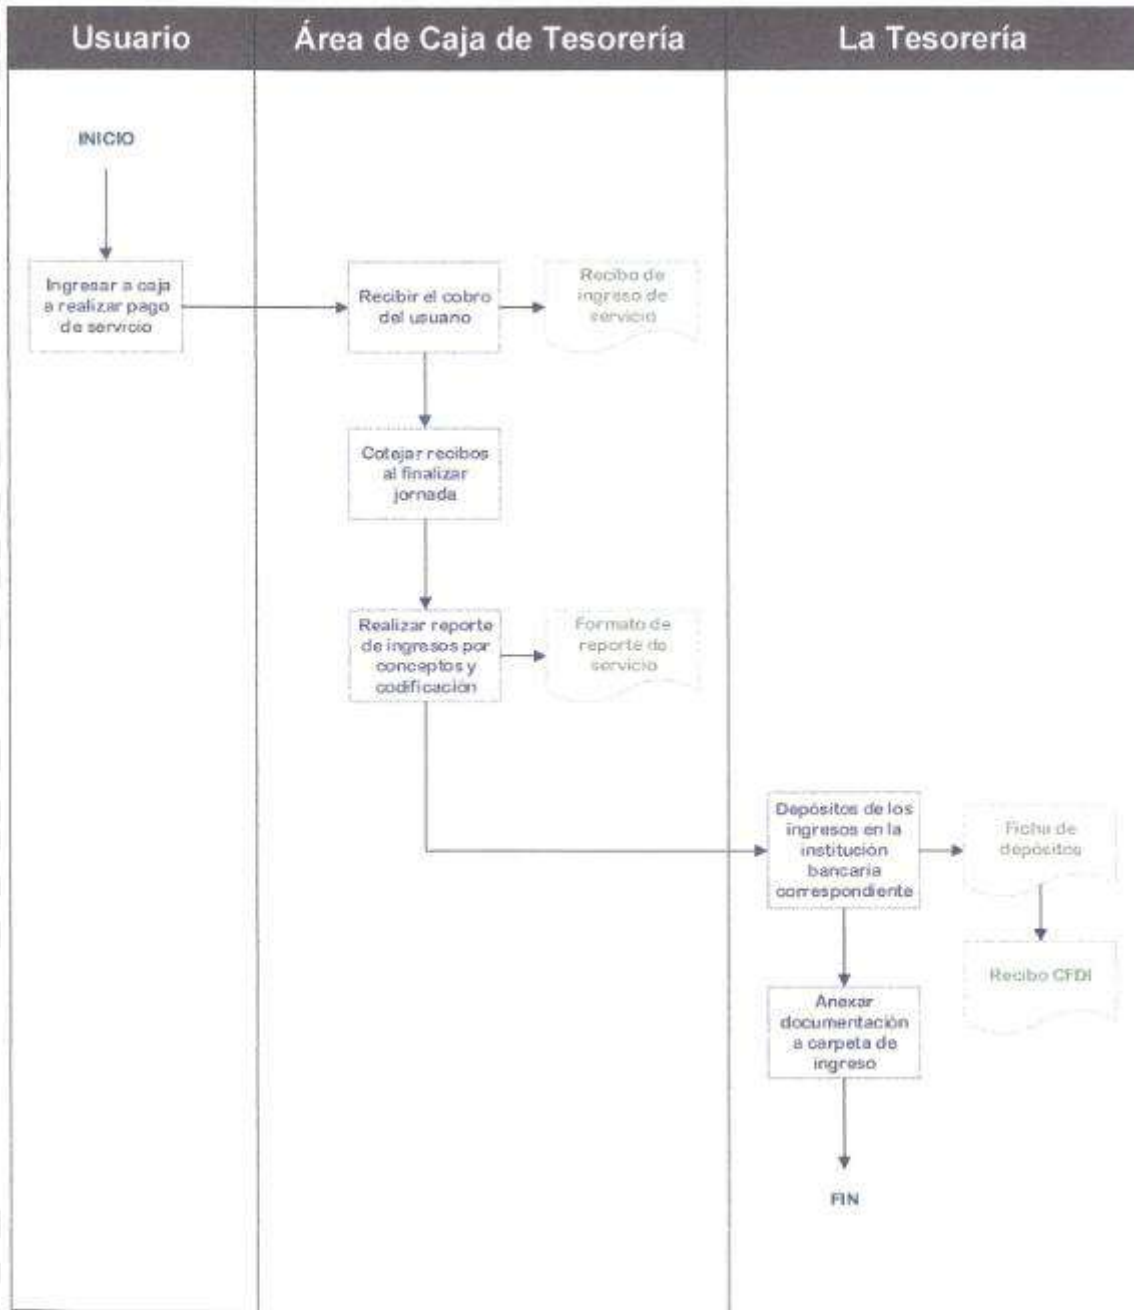 Usuario
Área de Caja de Tesorería
La Tesorería
INICIO
Ingresar a caja
a realizar pago
de servicio
Recibir el cobro
del usuario
Recibo de
ingreso de
servicio
Cotejar recibos
al finalizar
jornada
Realizar reporte
de ingresos por
conceptos y
codificación
Formato de
reporte de
servicio
Depósitos de los
ingresos en la
institución
bancaria
correspondiente
Ficha de
depósitos
Recibo CFDI
Anexar
documentación
a carpeta de
ingreso
FIN